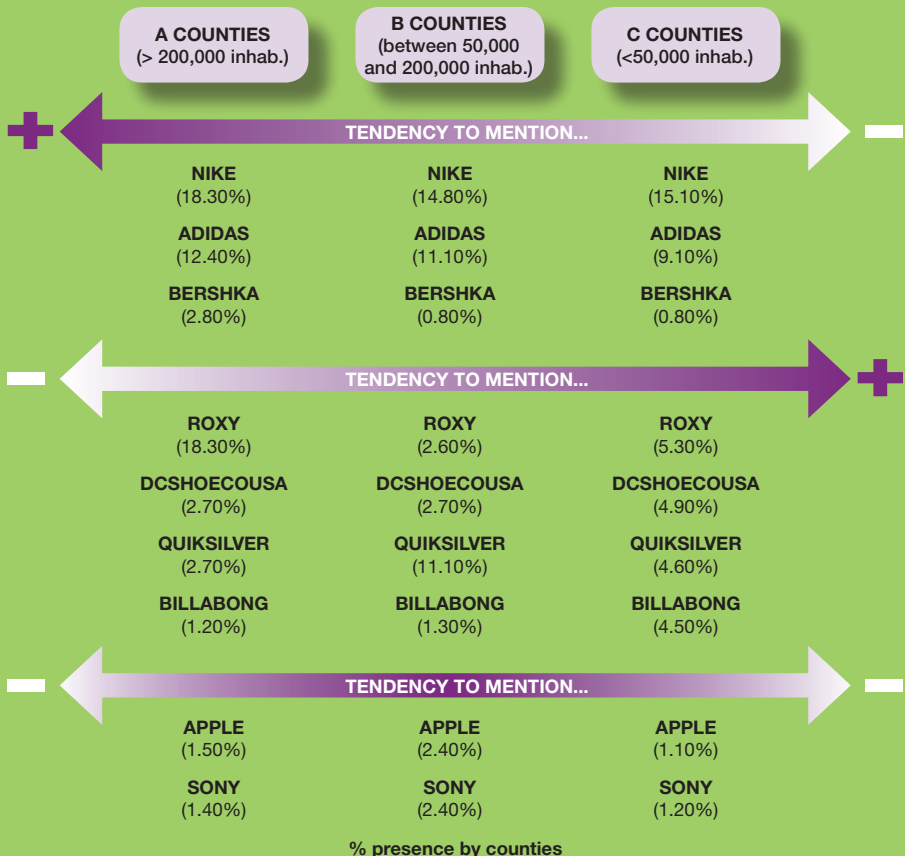 A COUNTIES
(> 200,000 inhab.)
B COUNTIES
(between 50,000
and 200,000 inhab.)
C COUNTIES
(<50,000 inhab.)
+
TENDENCY TO MENTION...
–
NIKE NIKE NIKE
(18.30%) (14.80%) (15.10%)
ADIDAS ADIDAS ADIDAS
(12.40%) (11.10%) (9.10%)
BERSHKA BERSHKA BERSHKA
(2.80%) (0.80%) (0.80%)
–
TENDENCY TO MENTION...
+
ROXY ROXY ROXY
(18.30%) (2.60%) (5.30%)
DCSHOECOUSA DCSHOECOUSA DCSHOECOUSA
(2.70%) (2.70%) (4.90%)
QUIKSILVER QUIKSILVER QUIKSILVER
(2.70%) (11.10%) (4.60%)
BILLABONG BILLABONG BILLABONG
(1.20%) (1.30%) (4.50%)
–
TENDENCY TO MENTION...
–
APPLE APPLE APPLE
(1.50%) (2.40%) (1.10%)
SONY SONY SONY
(1.40%) (2.40%) (1.20%)
% presence by counties